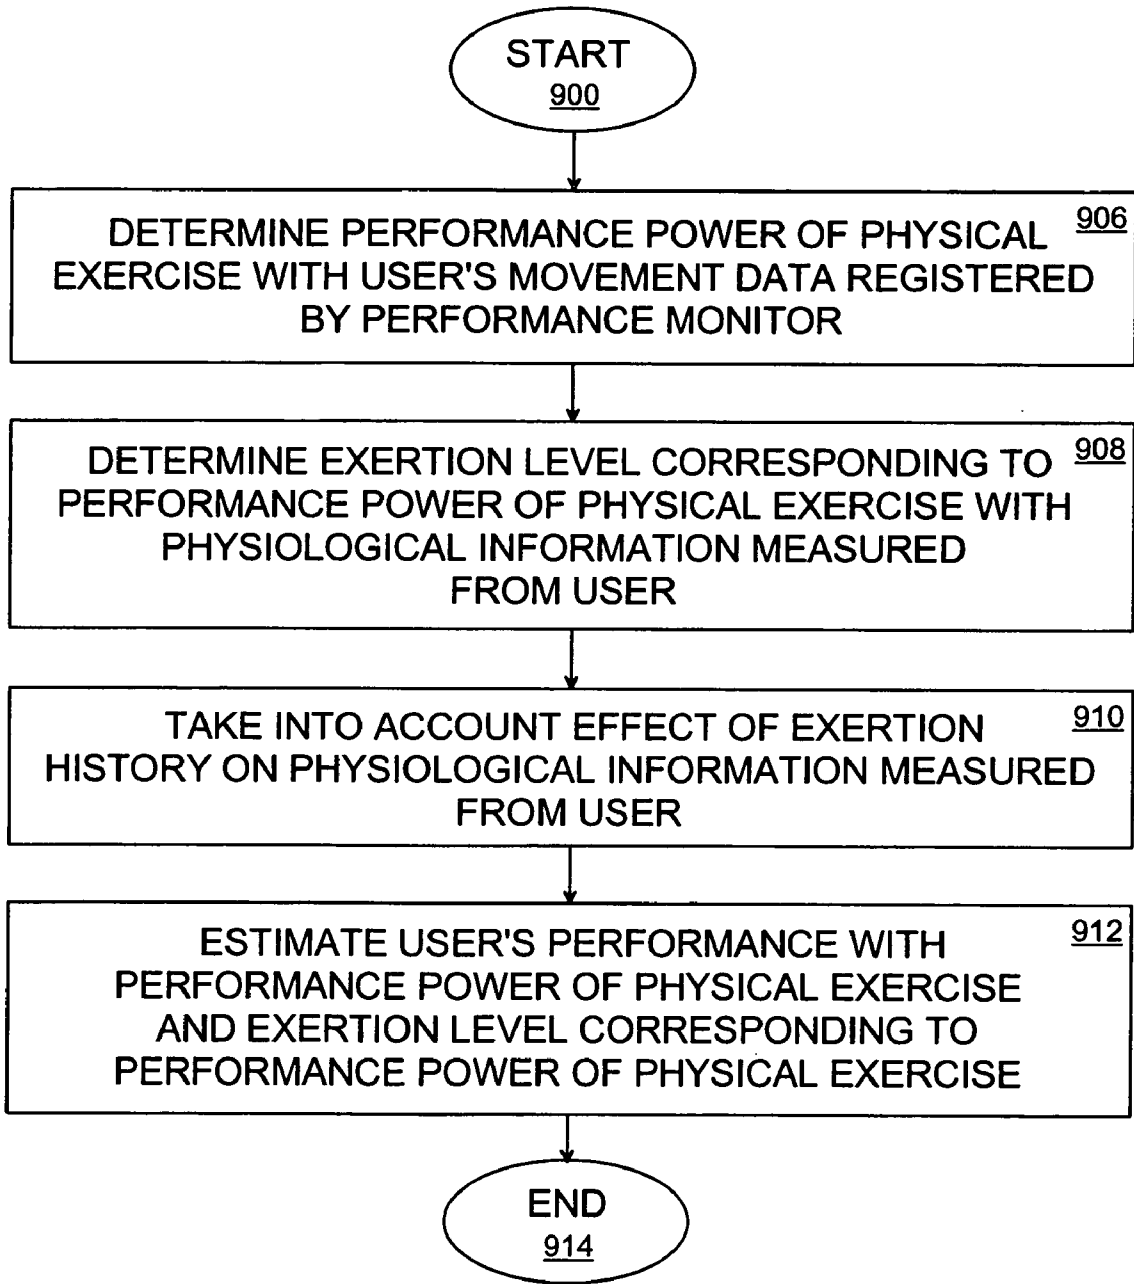 START
900
906
DETERMINE PERFORMANCE POWER OF PHYSICAL
EXERCISE WITH USER'S MOVEMENT DATA REGISTERED
BY PERFORMANCE MONITOR
908
DETERMINE EXERTION LEVEL CORRESPONDING TO
PERFORMANCE POWER OF PHYSICAL EXERCISE WITH
PHYSIOLOGICAL INFORMATION MEASURED
FROM USER
910
TAKE INTO ACCOUNT EFFECT OF EXERTION
HISTORY ON PHYSIOLOGICAL INFORMATION MEASURED
FROM USER
912
ESTIMATE USER'S PERFORMANCE WITH
PERFORMANCE POWER OF PHYSICAL EXERCISE
AND EXERTION LEVEL CORRESPONDING TO
PERFORMANCE POWER OF PHYSICAL EXERCISE
END
914